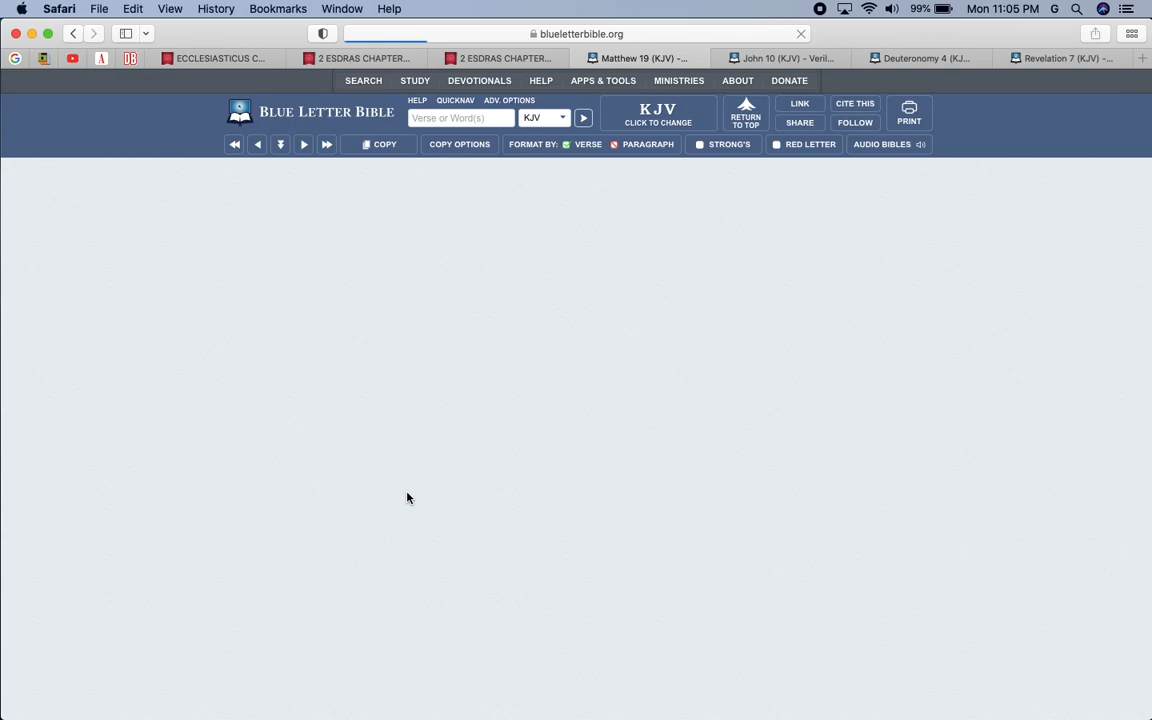 Safari File Edit View History Bookmarks Window Help 99% Mon 11:05 PM G
blueletterbible.org
G A DB ECCLESIASTICUS C... 2 ESDRAS CHAPTER... 2 ESDRAS CHAPTER... Matthew 19 (KJV) -... John 10 (KJV) - Veril... Deuteronomy 4 (KJ... Revelation 7 (KJV) -...
SEARCH STUDY DEVOTIONALS HELP APPS & TOOLS MINISTRIES ABOUT DONATE
HELP QUICKNAV ADV. OPTIONS
BLUE LETTER BIBLE
Verse or Word(s) KJV
KJV
CLICK TO CHANGE
RETURN
TO TOP
LINK CITE THIS
SHARE FOLLOW
PRINT
COPY COPY OPTIONS FORMAT BY: VERSE PARAGRAPH STRONG'S RED LETTER AUDIO BIBLES